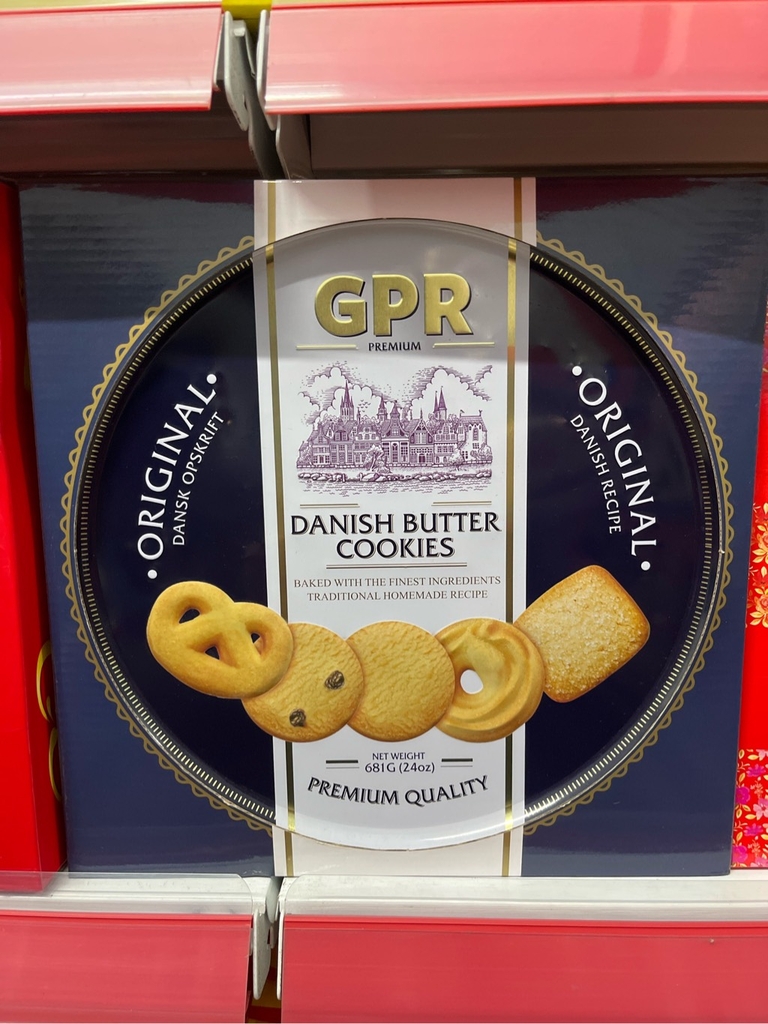 GPR
PREMIUM
•ORIGINAL•
DANSK OPSKRIFT
•ORIGINAL•
DANISH RECIPE
DANISH BUTTER
COOKIES
BAKED WITH THE FINEST INGREDIENTS
TRADITIONAL HOMEMADE RECIPE
NET WEIGHT
681G (24oz)
PREMIUM QUALITY